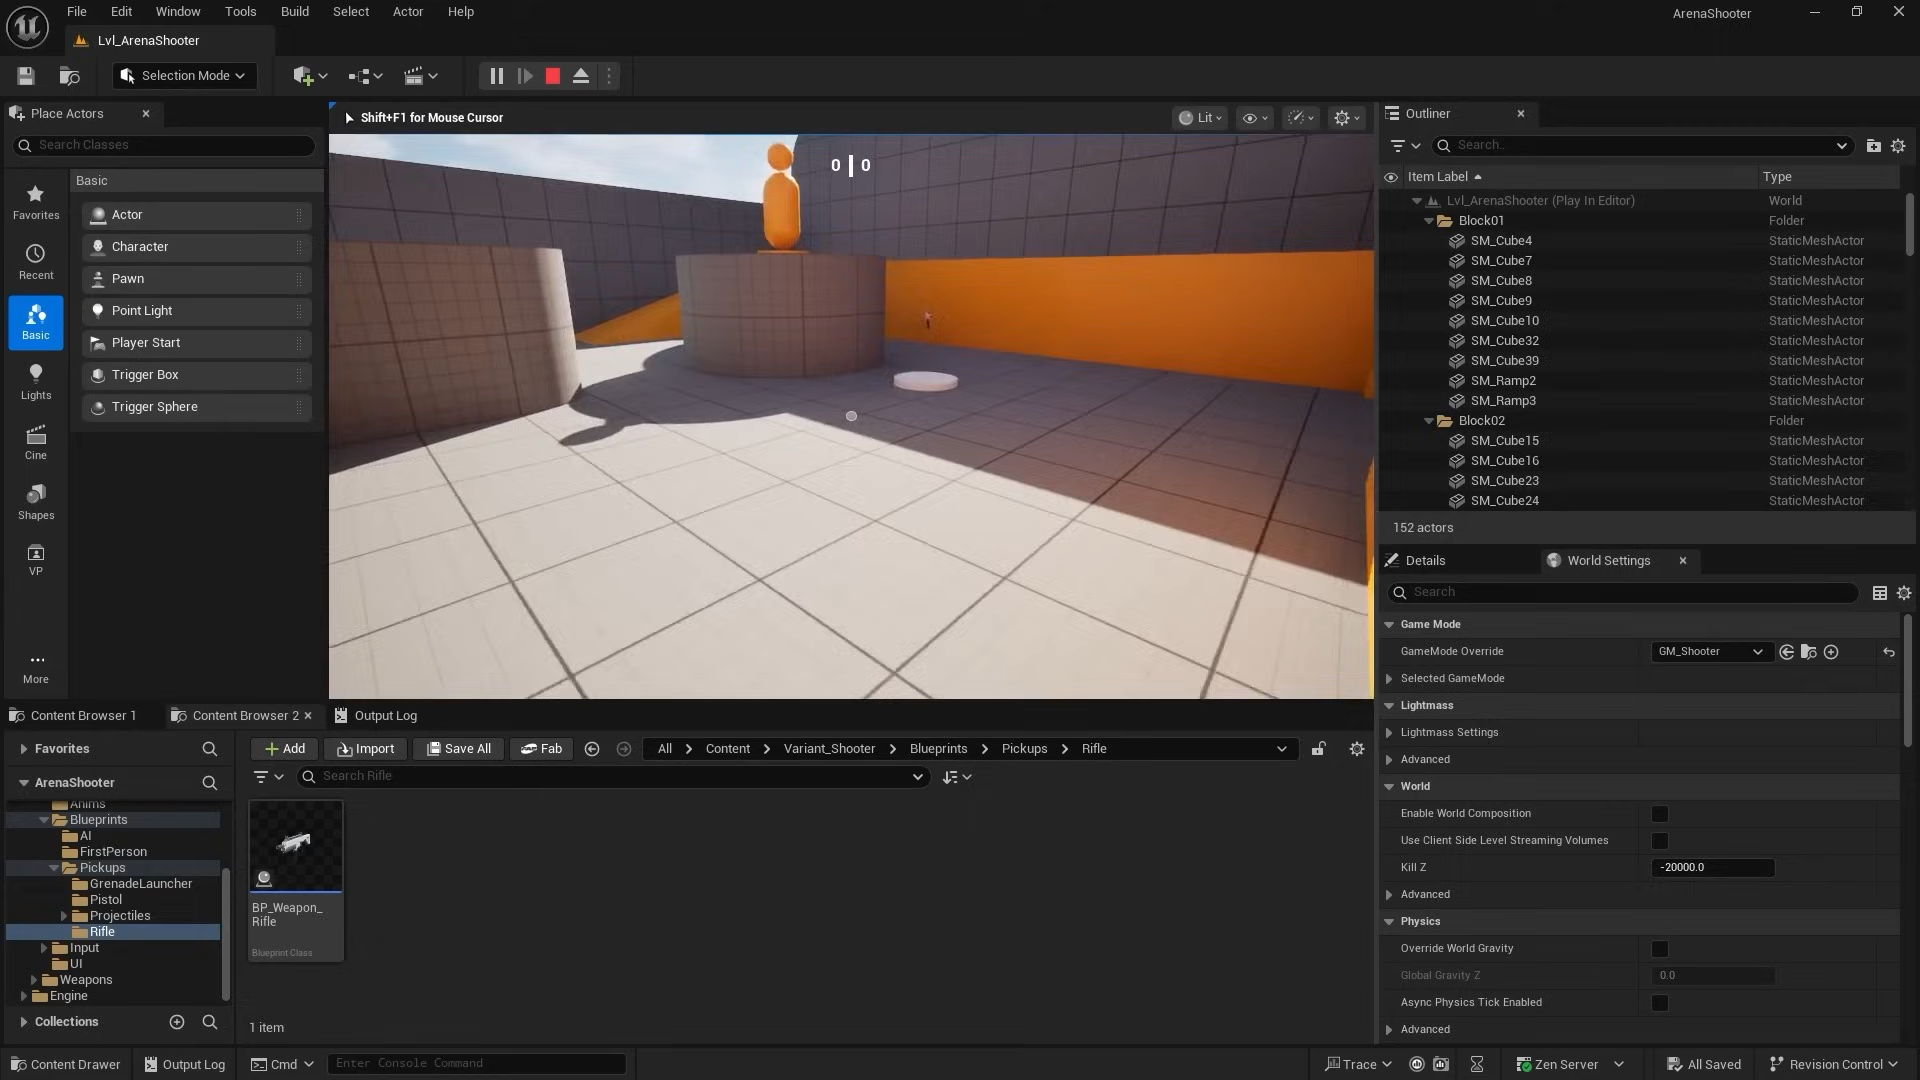 File Edit Window Tools Build Select Actor Help
ArenaShooter
Lvl_ArenaShooter
Selection Mode
Place Actors
Search Classes
Favorites
Recent
Basic
Lights
Cine
Shapes
VP
More
Basic
Actor
Character
Pawn
Point Light
Player Start
Trigger Box
Trigger Sphere
Shift+F1 for Mouse Cursor
Lit
0 | 0
Outliner
Search..
Item Label Type
Lvl_ArenaShooter (Play In Editor) World
Block01 Folder
SM_Cube4 StaticMeshActor
SM_Cube7 StaticMeshActor
SM_Cube8 StaticMeshActor
SM_Cube9 StaticMeshActor
SM_Cube10 StaticMeshActor
SM_Cube32 StaticMeshActor
SM_Cube39 StaticMeshActor
SM_Ramp2 StaticMeshActor
SM_Ramp3 StaticMeshActor
Block02 Folder
SM_Cube15 StaticMeshActor
SM_Cube16 StaticMeshActor
SM_Cube23 StaticMeshActor
SM_Cube24 StaticMeshActor
152 actors
Details World Settings
Search
Game Mode
GameMode Override GM_Shooter
Selected GameMode
Lightmass
Lightmass Settings
Advanced
World
Enable World Composition
Use Client Side Level Streaming Volumes
Kill Z -20000.0
Advanced
Physics
Override World Gravity
Global Gravity Z 0.0
Async Physics Tick Enabled
Advanced
Content Browser 1 Content Browser 2 Output Log
Favorites
ArenaShooter
Anims
Blueprints
AI
FirstPerson
Pickups
GrenadeLauncher
Pistol
Projectiles
Rifle
Input
UI
Weapons
Engine
Collections
Add Import Save All Fab All Content Variant_Shooter Blueprints Pickups Rifle
Search Rifle
BP_Weapon_
Rifle
Blueprint Class
1 item
Content Drawer Output Log Cmd Enter Console Command Trace Zen Server All Saved Revision Control